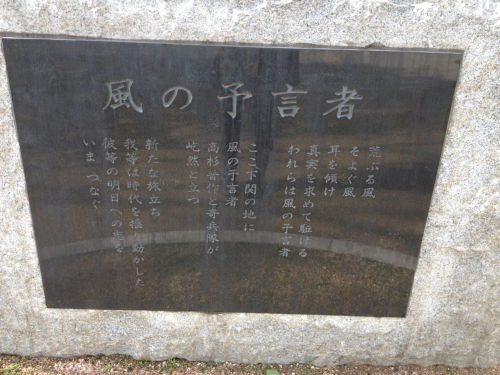 風の予言者
荒ぶる風
そよぐ風
耳を傾け
真実を求めて駈ける
われらは風の予言者
ここ下関の地に
風の予言者
高杉晋作と奇兵隊が
屹然と立つ
新たな旅立ち
我等は時代を揺り動かした
彼等の明日への夢を
いま つなぐ